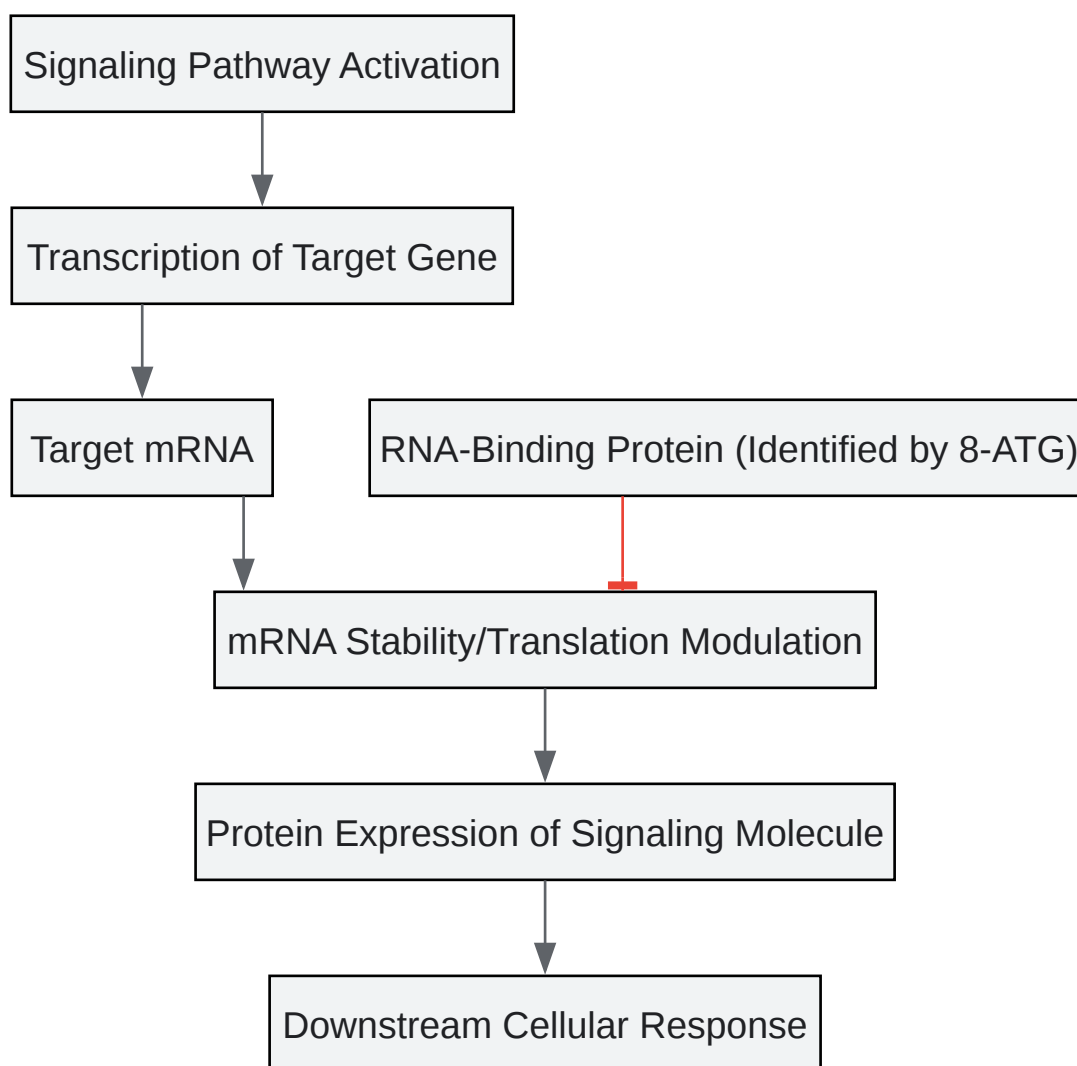 Signaling Pathway Activation
Transcription of Target Gene
Target mRNA
RNA-Binding Protein (Identified by 8-ATG)
mRNA Stability/Translation Modulation
Protein Expression of Signaling Molecule
Downstream Cellular Response